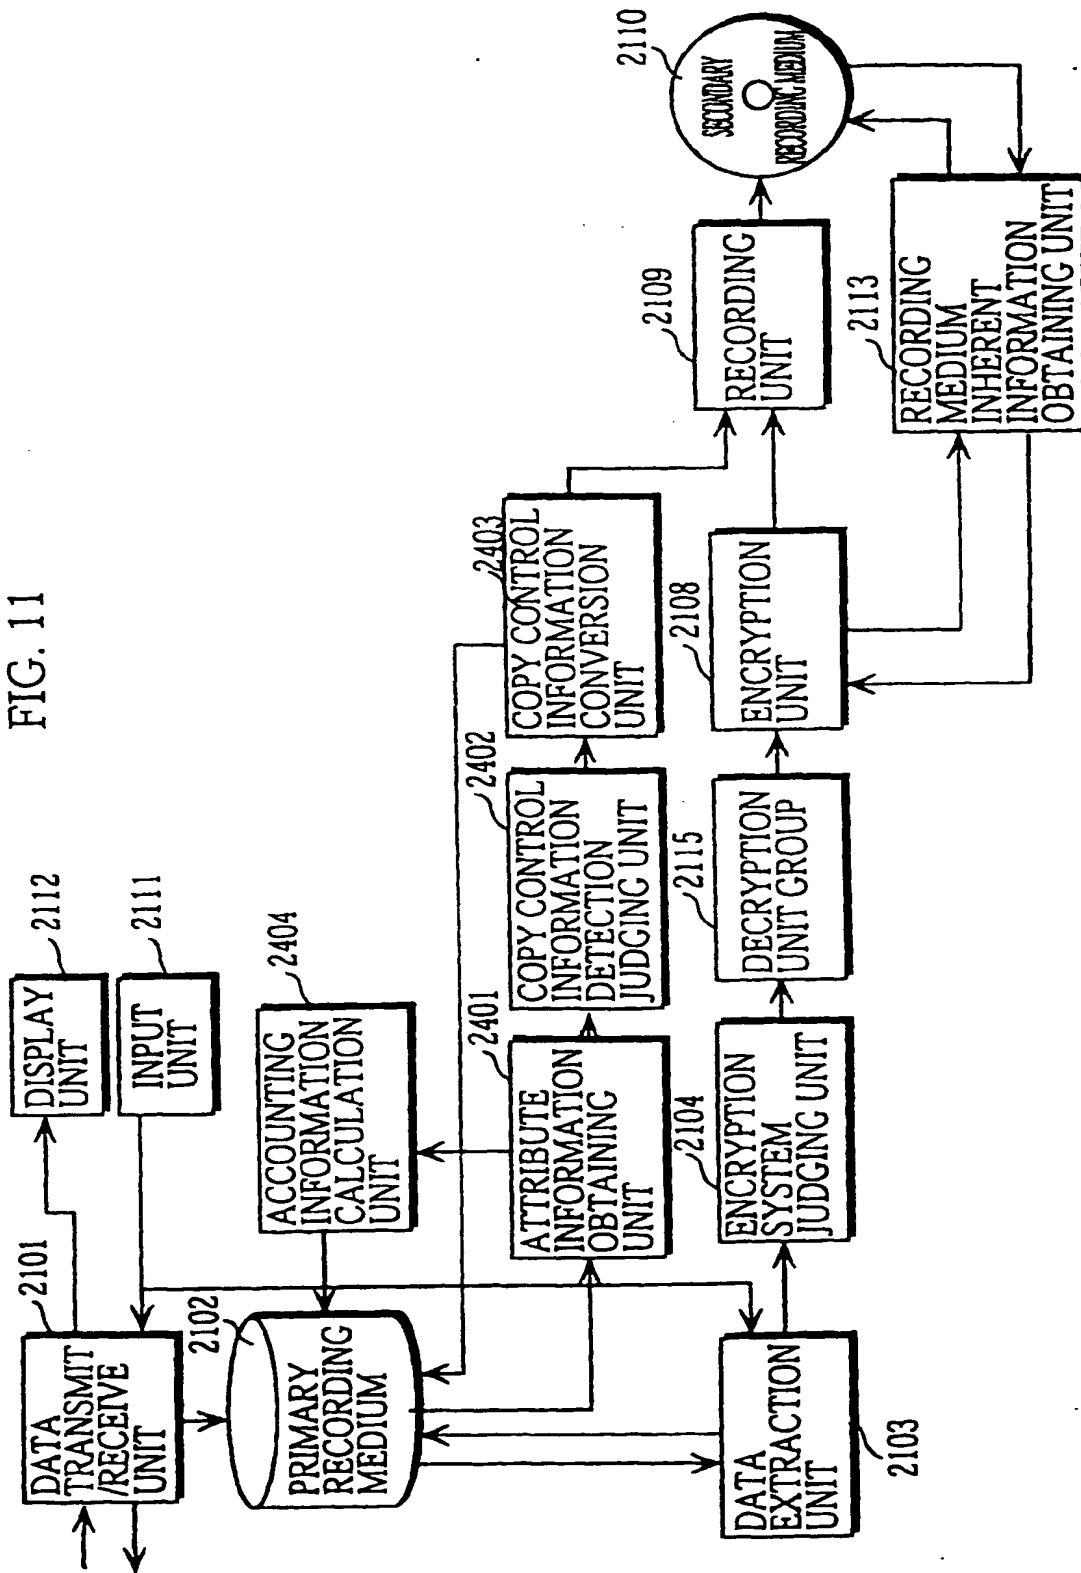 FIG. 11
2101
DATA
TRANSMIT
/RECEIVE
UNIT
2112
DISPLAY
UNIT
2111
INPUT
UNIT
2102
PRIMARY
RECORDING
MEDIUM
2404
ACCOUNTING
INFORMATION
CALCULATION
UNIT
2401
ATTRIBUTE
INFORMATION
OBTAINING
UNIT
2402
COPY CONTROL
INFORMATION
DETECTION
JUDGING UNIT
2403
COPY CONTROL
INFORMATION
CONVERSION
UNIT
2103
DATA
EXTRACTION
UNIT
2104
ENCRYPTION
SYSTEM
JUDGING UNIT
2115
DECRYPTION
UNIT GROUP
2108
ENCRYPTION
UNIT
2109
RECORDING
UNIT
2110
SECONDARY
RECORDING MEDIUM
2113
RECORDING
MEDIUM
INHERENT
INFORMATION
OBTAINING UNIT